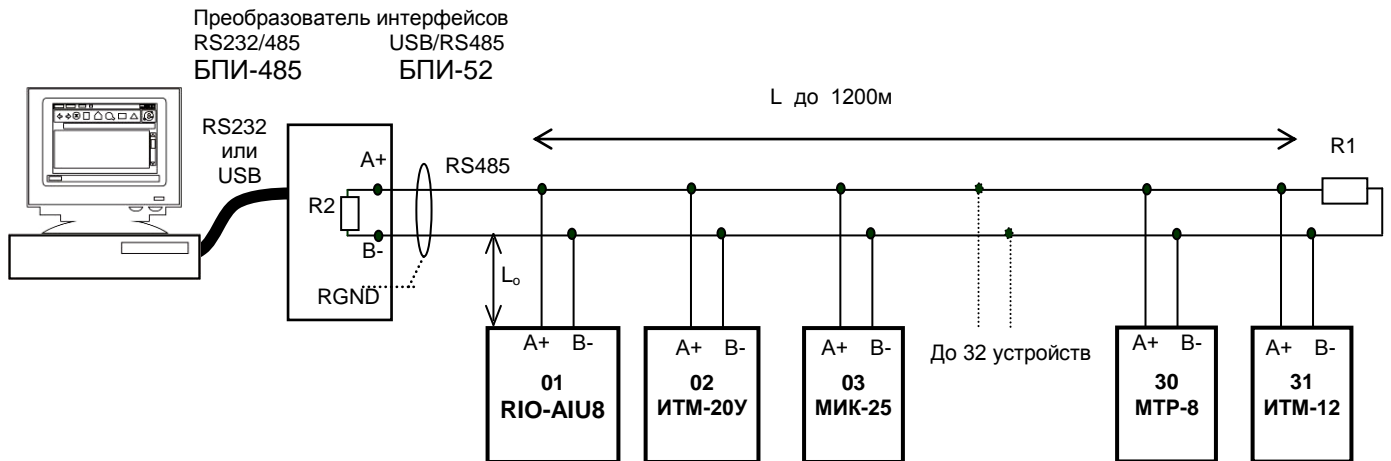 Преобразователь интерфейсов
RS232/485 USB/RS485
БПИ-485 БПИ-52
L до 1200м
RS232
или
USB
A+
RS485
R1
R2
B-
L₀
RGND
A+ B-
01
RIO-AIU8
A+ B-
02
ИТМ-20У
A+ B-
03
МИК-25
До 32 устройств
A+ B-
30
МТР-8
A+ B-
31
ИТМ-12